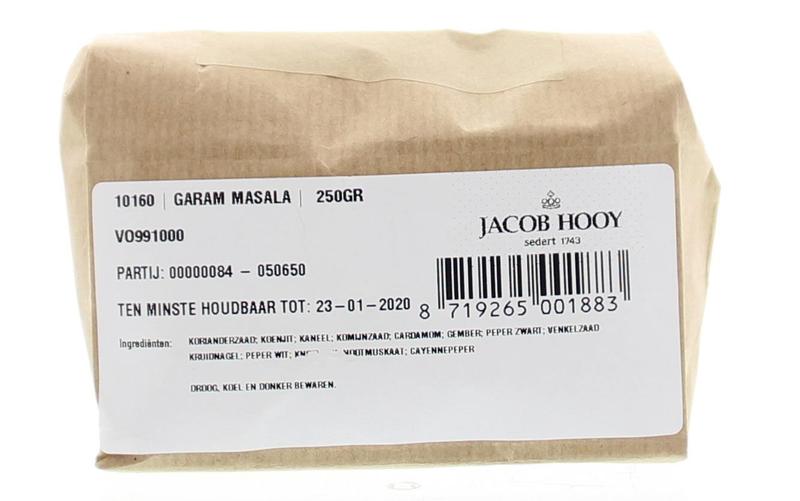 10160 | GARAM MASALA | 250GR
VO991000
PARTIJ: 00000084 - 050650
TEN MINSTE HOUDBAAR TOT: 23-01-2020
JACOB HOOY
sedert 1743
8 719265 001883
Ingrediënten: KORIANDERZAAD; KOENJIT; KANEEL; KOMIJNZAAD; CARDAMOM; GEMBER; PEPER ZWART; VENKELZAAD
KRUIDNAGEL; PEPER WIT; NOOTMUSKAAT; CAYENNEPEPER
DROOG, KOEL EN DONKER BEWAREN.